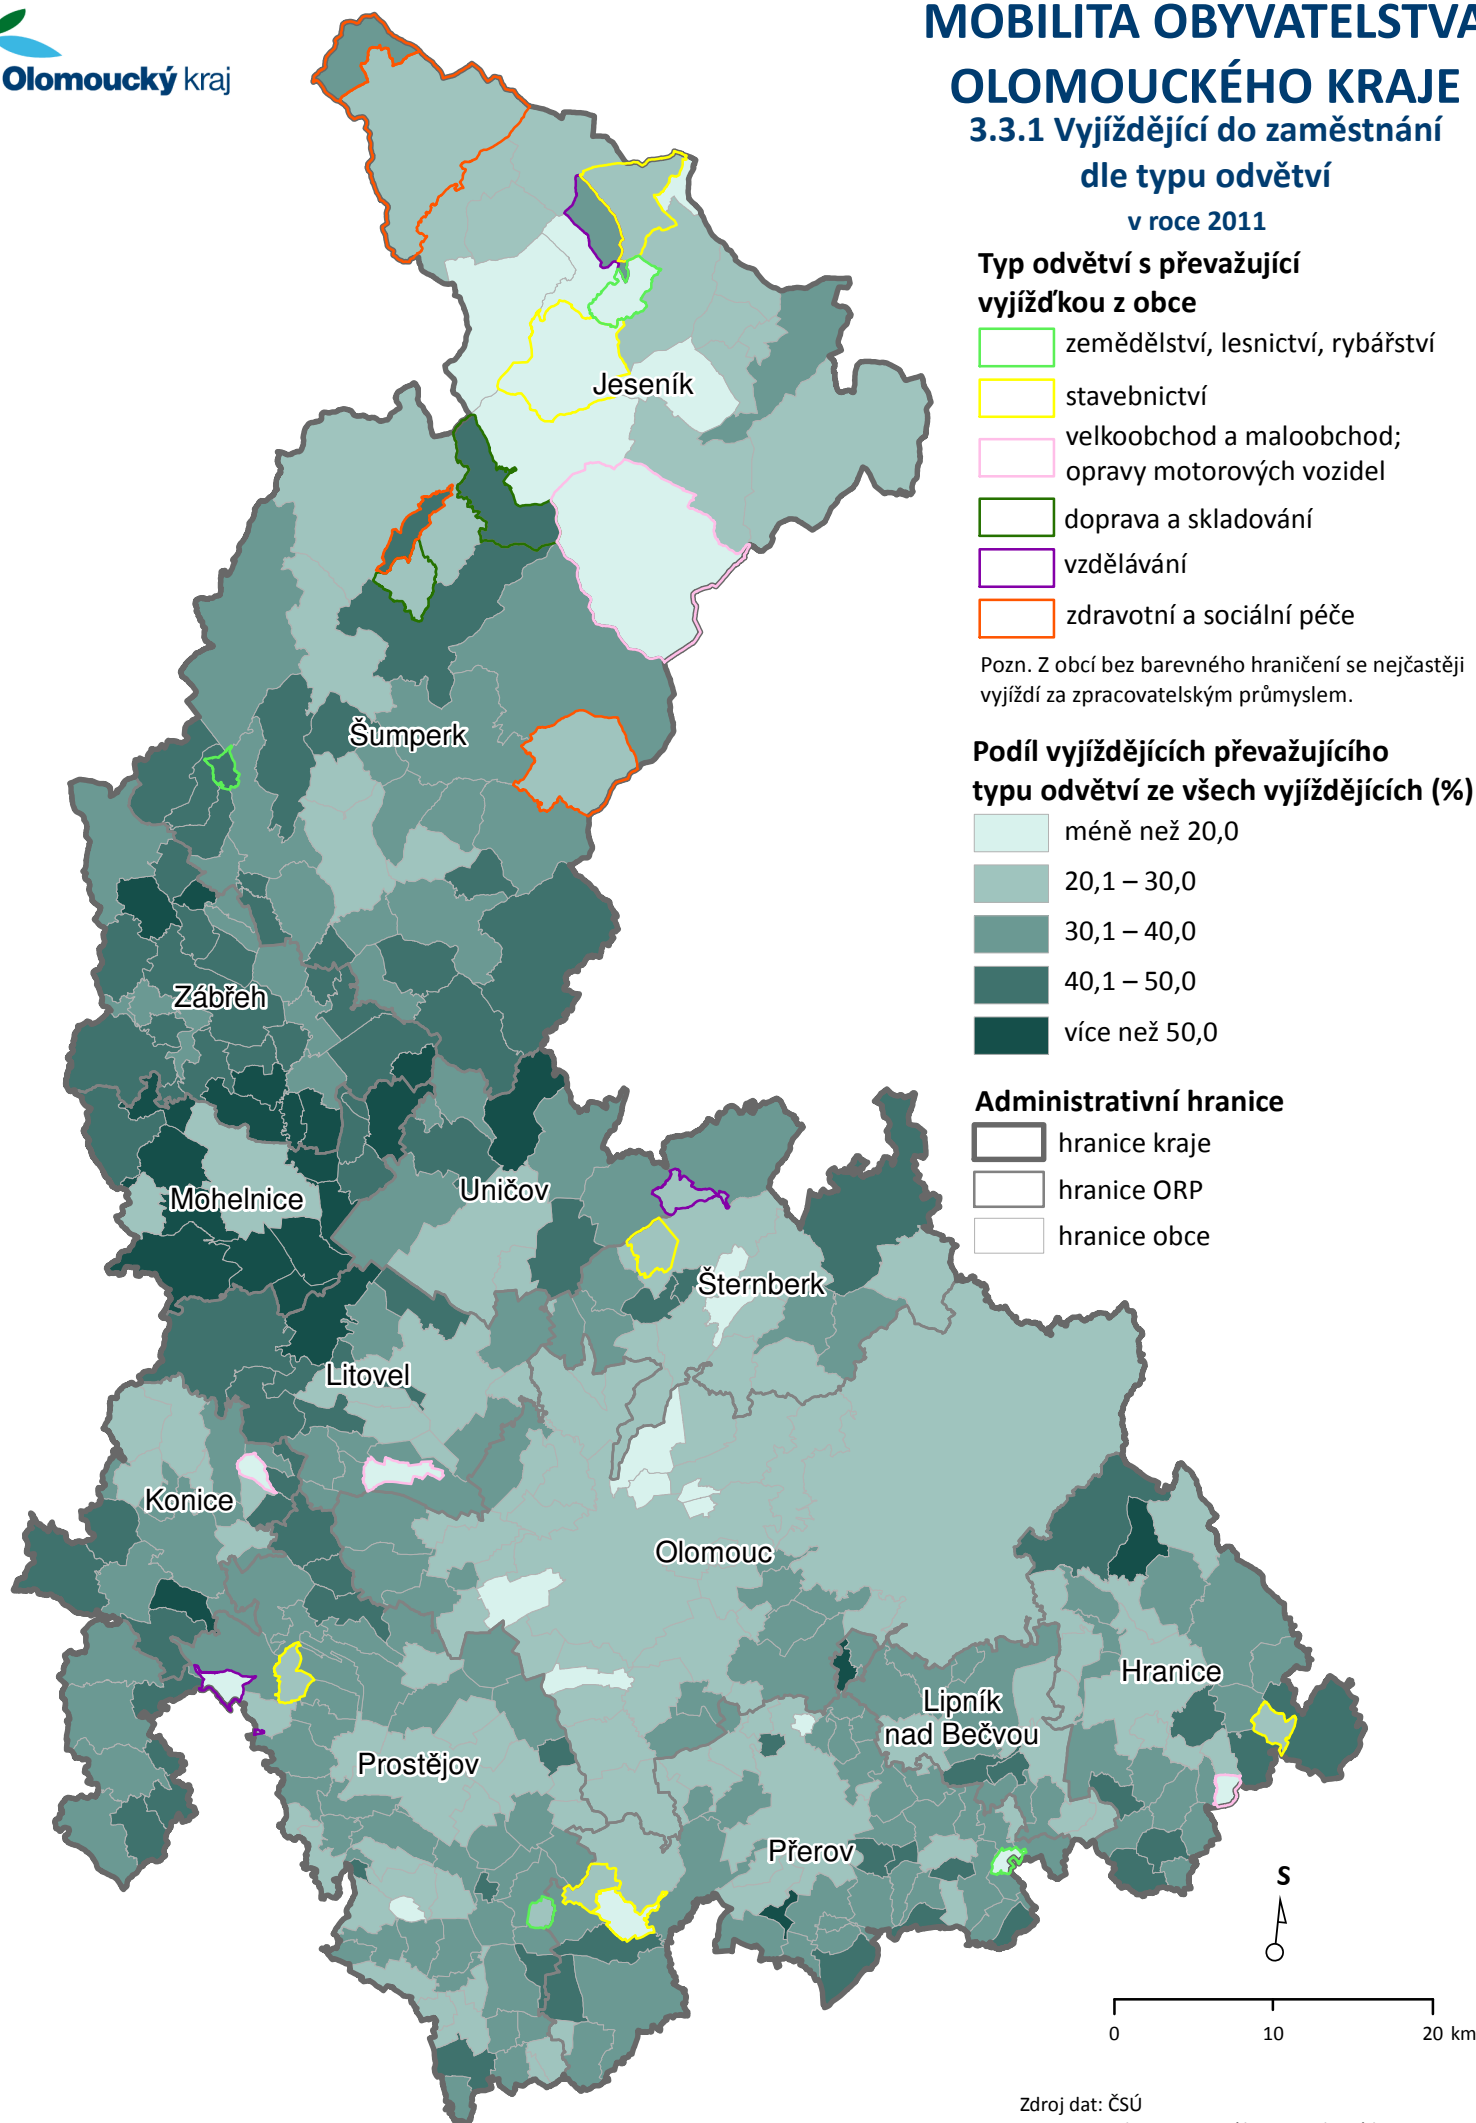 Olomoucký kraj
MOBILITA OBYVATELSTVA
OLOMOUCKÉHO KRAJE
3.3.1 Vyjíždějící do zaměstnání
dle typu odvětví
v roce 2011
Typ odvětví s převažující
vyjížďkou z obce
zemědělství, lesnictví, rybářství
stavebnictví
velkoobchod a maloobchod;
opravy motorových vozidel
doprava a skladování
vzdělávání
zdravotní a sociální péče
Pozn. Z obcí bez barevného hraničení se nejčastěji
vyjíždí za zpracovatelským průmyslem.
Podíl vyjíždějících převažujícího
typu odvětví ze všech vyjíždějících (%)
méně než 20,0
20,1 – 30,0
30,1 – 40,0
40,1 – 50,0
více než 50,0
Administrativní hranice
hranice kraje
hranice ORP
hranice obce
Jeseník
Šumperk
Zábřeh
Mohelnice
Uničov
Šternberk
Litovel
Konice
Olomouc
Hranice
Lipník
nad Bečvou
Prostějov
Přerov
S
0 10 20 km
Zdroj dat: ČSÚ